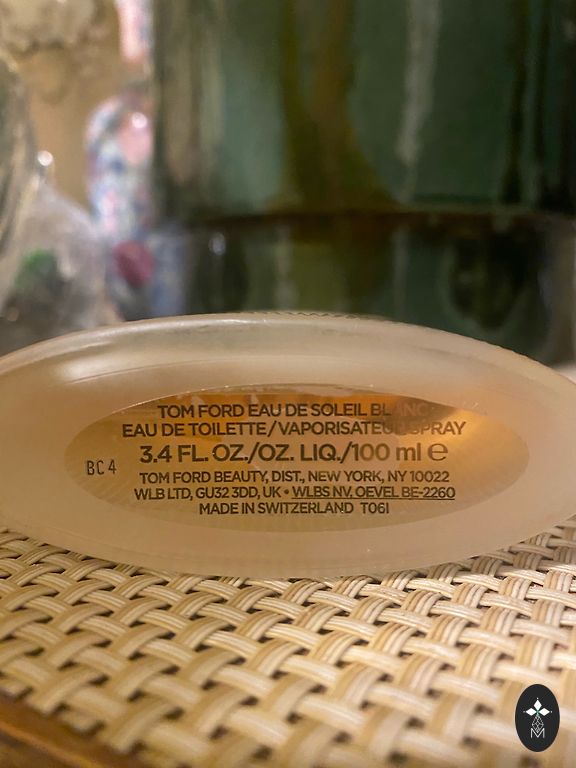 TOM FORD EAU DE SOLEIL BLANC
EAU DE TOILETTE/VAPORISATEUR SPRAY
3.4 FL. OZ./OZ. LIQ./100 ml ℮
BC4
TOM FORD BEAUTY, DIST., NEW YORK, NY 10022
WLB LTD, GU32 3DD, UK • WLBS NV. OEVEL BE-2260
MADE IN SWITZERLAND T06I